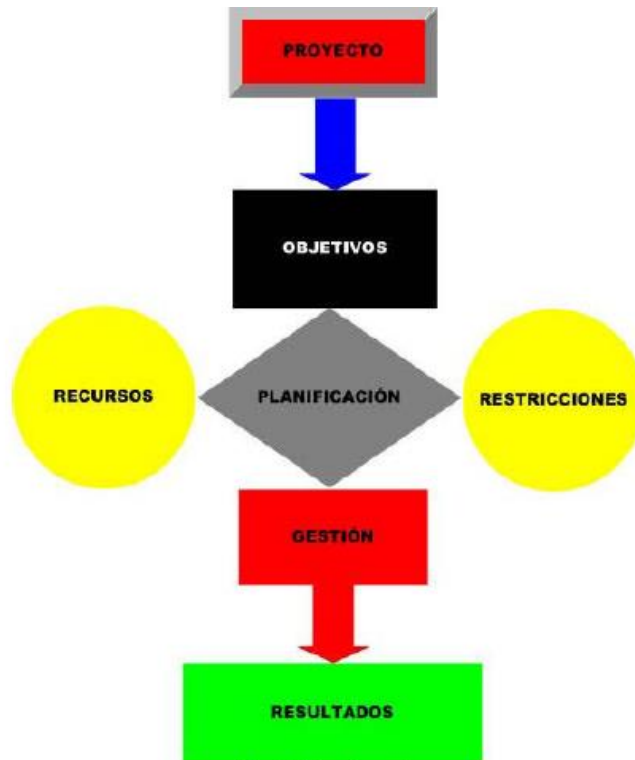 PROYECTO
OBJETIVOS
RECURSOS
PLANIFICACIÓN
RESTRICCIONES
GESTIÓN
RESULTADOS